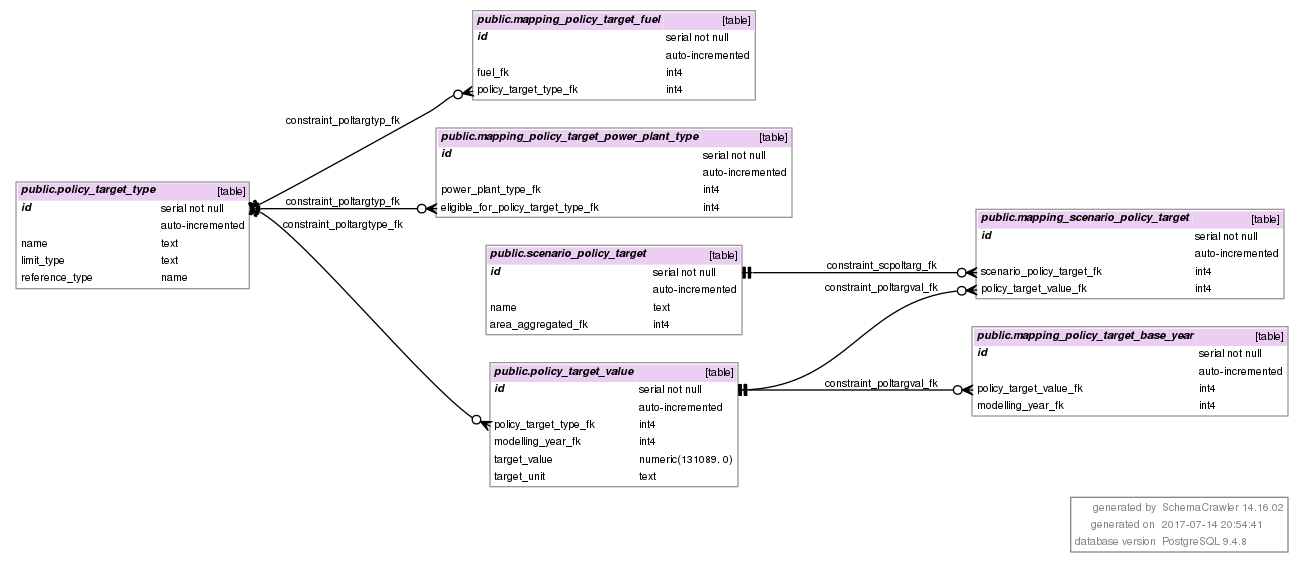 public.mapping_policy_target_fuel [table]
id serial not null
auto-incremented
fuel_fk int4
policy_target_type_fk int4
constraint_poltargtyp_fk
public.mapping_policy_target_power_plant_type [table]
id serial not null
auto-incremented
power_plant_type_fk int4
eligible_for_policy_target_type_fk int4
public.policy_target_type [table]
id serial not null
auto-incremented
name text
limit_type text
reference_type name
constraint_poltargtyp_fk
constraint_poltargtype_fk
public.scenario_policy_target [table]
id serial not null
auto-incremented
name text
area_aggregated_fk int4
public.mapping_scenario_policy_target [table]
id serial not null
auto-incremented
scenario_policy_target_fk int4
policy_target_value_fk int4
constraint_scpoltarg_fk
constraint_poltargval_fk
public.policy_target_value [table]
id serial not null
auto-incremented
policy_target_type_fk int4
modelling_year_fk int4
target_value numeric(131089, 0)
target_unit text
public.mapping_policy_target_base_year [table]
id serial not null
auto-incremented
policy_target_value_fk int4
modelling_year_fk int4
constraint_poltargval_fk
generated by SchemaCrawler 14.16.02
generated on 2017-07-14 20:54:41
database version PostgreSQL 9.4.8